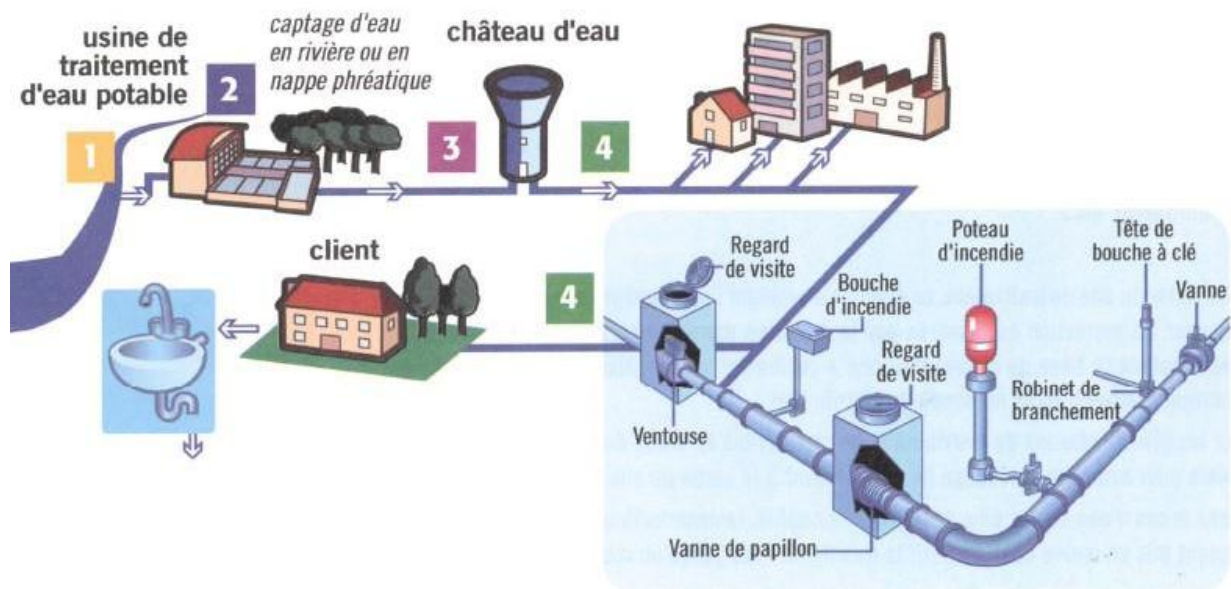 usine de
traitement
d'eau potable
1
2
captage d'eau
en rivière ou en
nappe phréatique
3
château d'eau
4
client
4
Regard
de visite
Bouche
d'incendie
Poteau
d'incendie
Tête de
bouche à clé
Vanne
Regard
de visite
Robinet de
branchement
Ventouse
Vanne de papillon